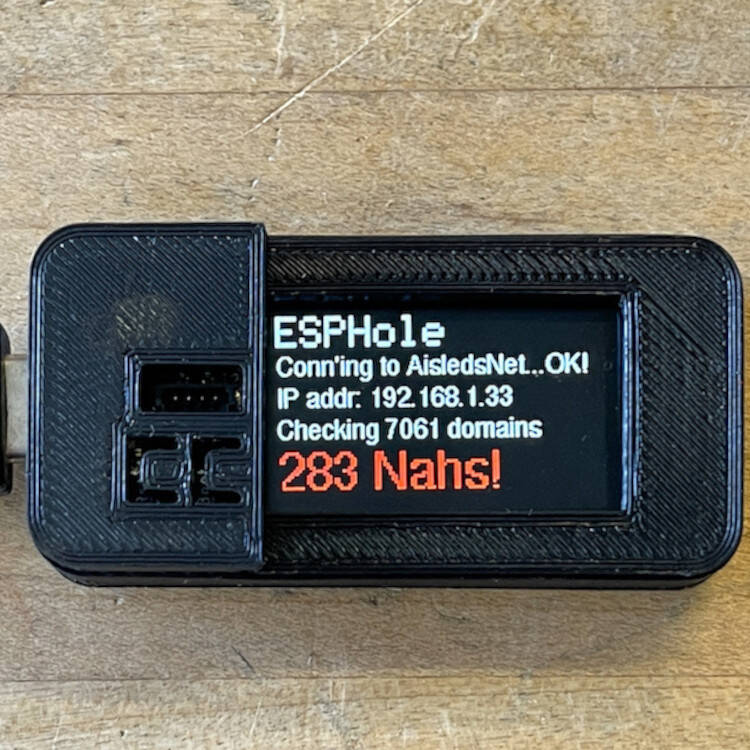 ESPHole
Conn'ing to AisledsNet...OK!
IP addr: 192.168.1.33
Checking 7061 domains
283 Nahs!